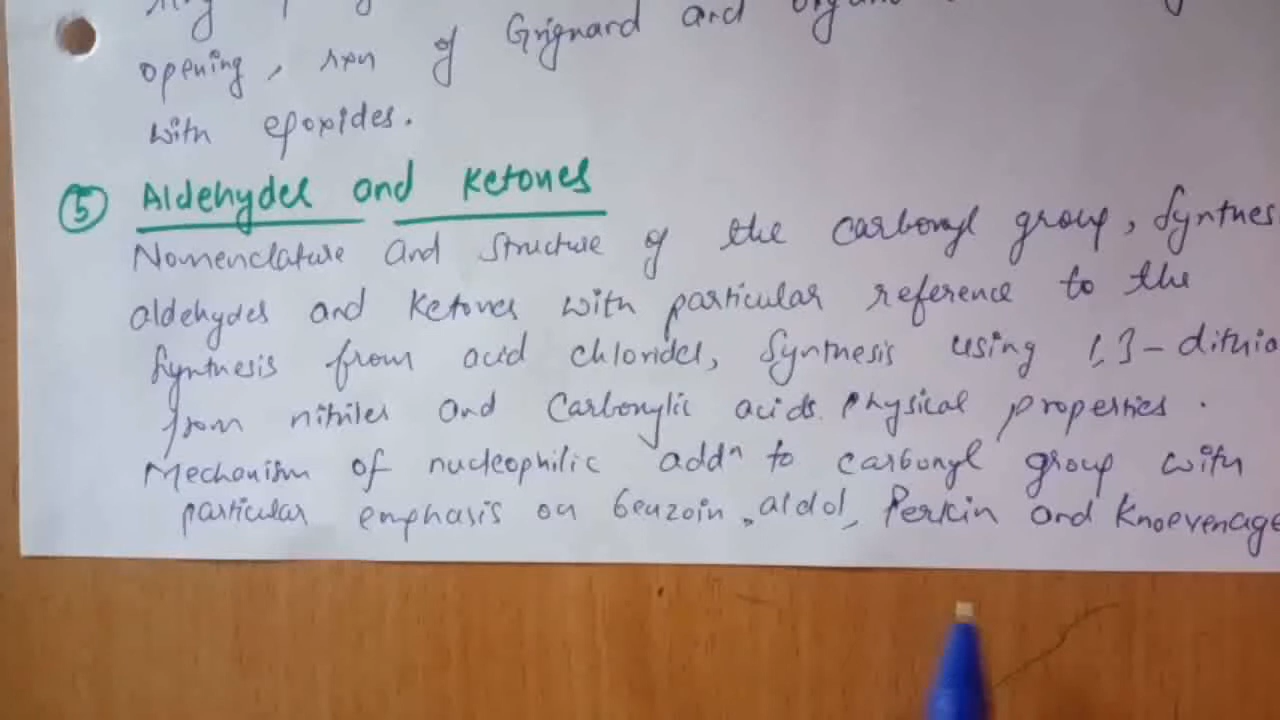 opening, rxn of Grignard and
with epoxides.
5 Aldehydes and Ketones
Nomenclature and structure of the carbonyl group, Synthes
aldehydes and Ketones with particular reference to the
Synthesis from acid chlorides, Synthesis using 1,3-dithia
from nitriles and Carboxylic acids. Physical properties.
Mechanism of nucleophilic addn to carbonyl group with
particular emphasis on benzoin, aldol, Perkin and Knoevenage